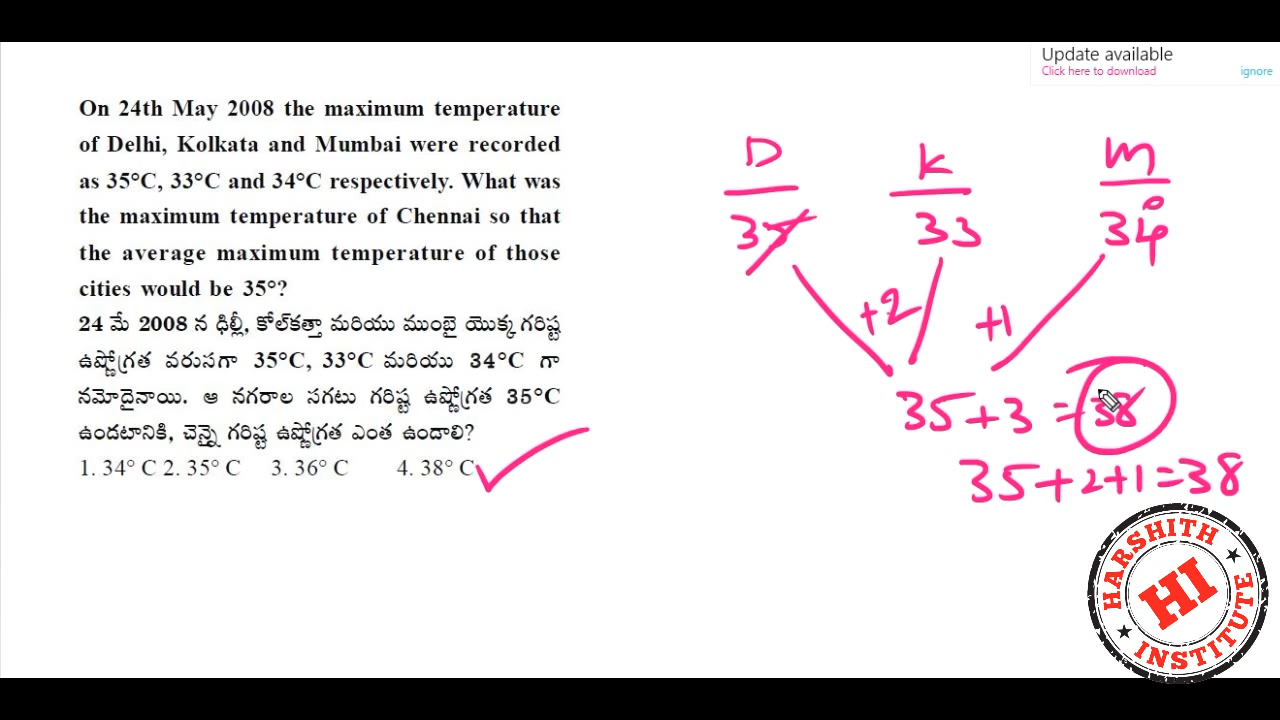 Update available
Click here to download ignore
On 24th May 2008 the maximum temperature
of Delhi, Kolkata and Mumbai were recorded
as 35°C, 33°C and 34°C respectively. What was
the maximum temperature of Chennai so that
the average maximum temperature of those
cities would be 35°?
24 మే 2008 న ఢిల్లీ, కోల్‌కత్తా మరియు ముంబై యొక్క గరిష్ట
ఉష్ణోగ్రత వరుసగా 35°C, 33°C మరియు 34°C గా
నమోదైనాయి. ఆ నగరాల సగటు గరిష్ట ఉష్ణోగ్రత 35°C
ఉండటానికి, చెన్నై గరిష్ట ఉష్ణోగ్రత ఎంత ఉండాలి?
1. 34° C 2. 35° C 3. 36° C 4. 38° C
D K M
35 33 34°
+2 +1
35+3 = 38
35+2+1=38
HARSHITH
HI
INSTITUTE